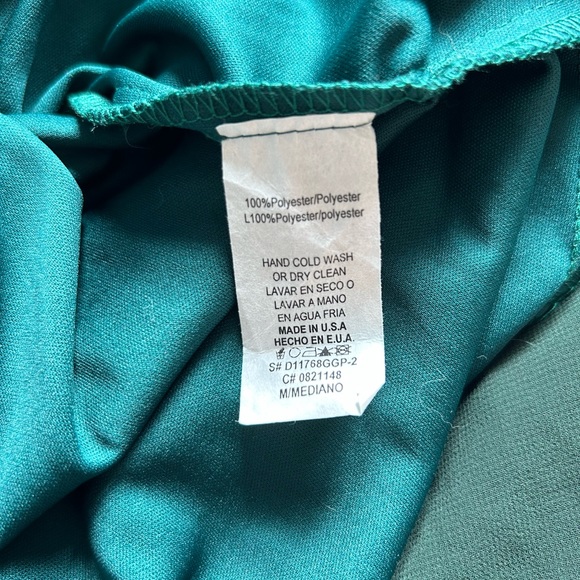 100%Polyester/Polyester
L100%Polyester/polyester
HAND COLD WASH
OR DRY CLEAN
LAVAR EN SECO O
LAVAR A MANO
EN AGUA FRIA
MADE IN U.S.A
HECHO EN E.U.A.
S# D11768GGP-2
C# 0821148
M/MEDIANO